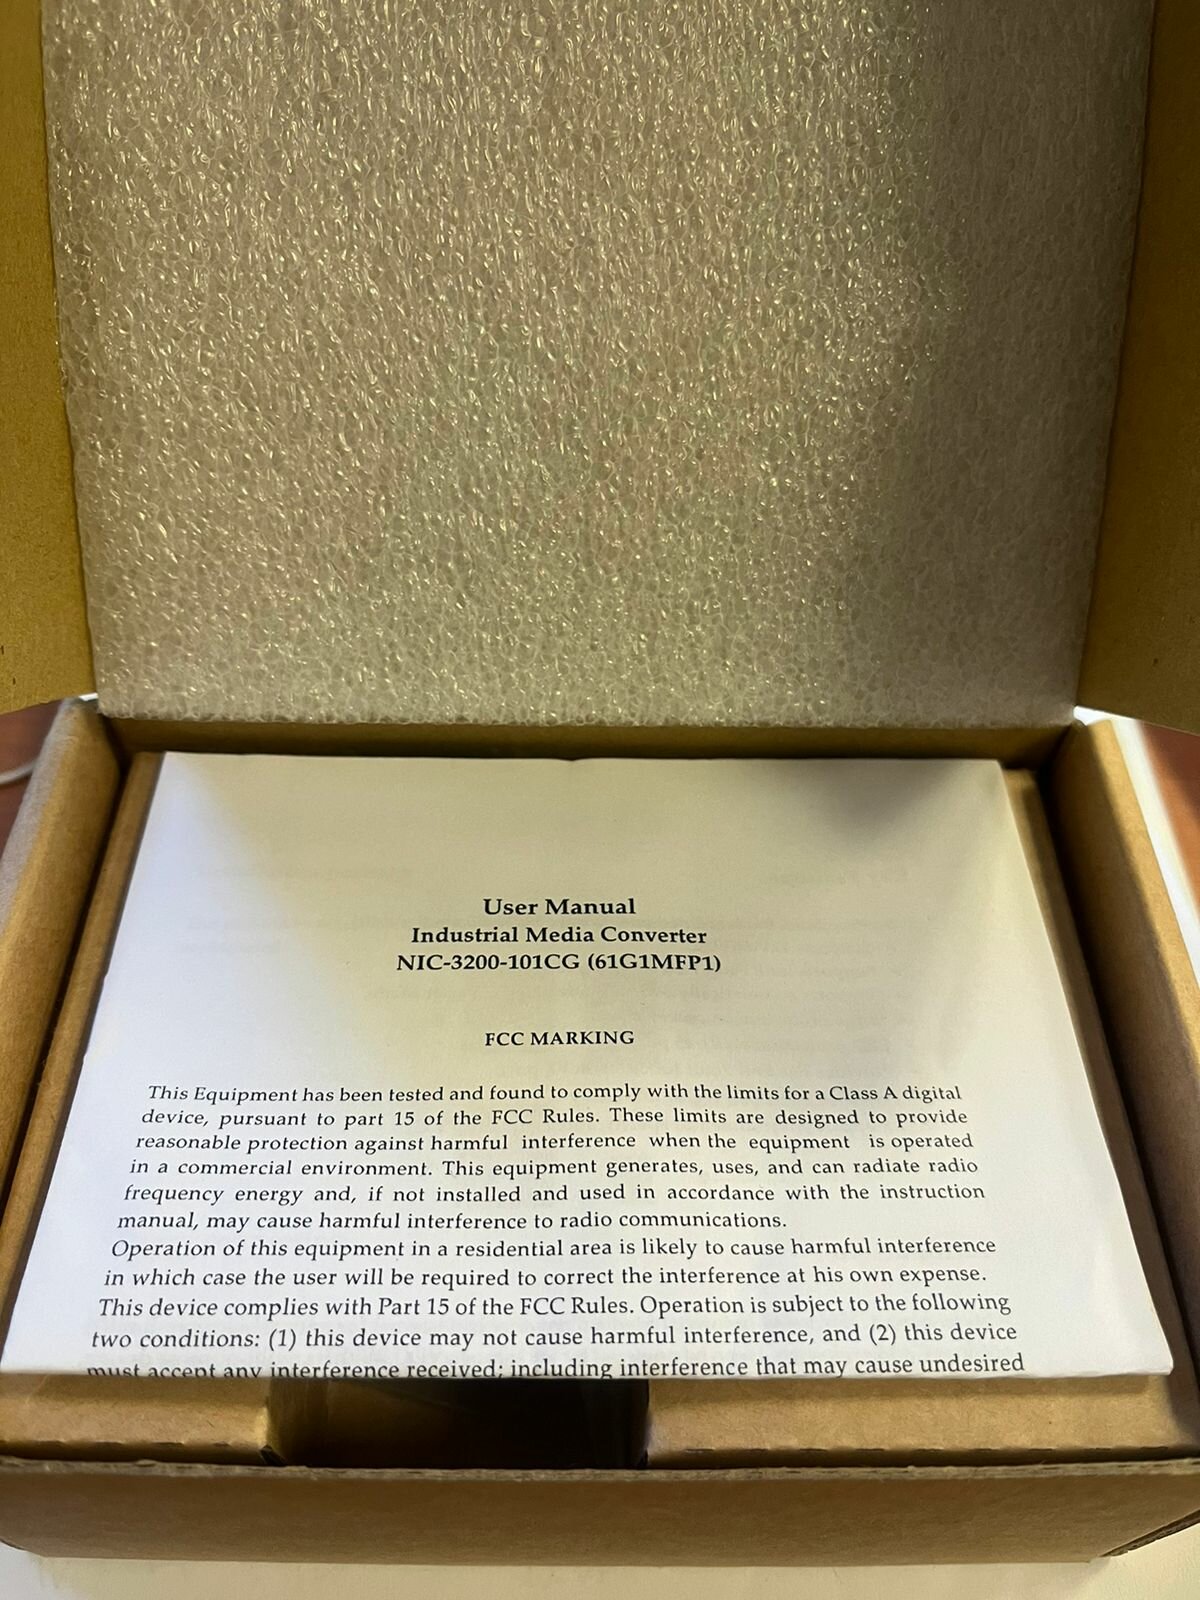 User Manual
Industrial Media Converter
NIC-3200-101CG (61G1MFP1)
FCC MARKING
This Equipment has been tested and found to comply with the limits for a Class A digital
device, pursuant to part 15 of the FCC Rules. These limits are designed to provide
reasonable protection against harmful interference when the equipment is operated
in a commercial environment. This equipment generates, uses, and can radiate radio
frequency energy and, if not installed and used in accordance with the instruction
manual, may cause harmful interference to radio communications.
Operation of this equipment in a residential area is likely to cause harmful interference
in which case the user will be required to correct the interference at his own expense.
This device complies with Part 15 of the FCC Rules. Operation is subject to the following
two conditions: (1) this device may not cause harmful interference, and (2) this device
must accept any interference received; including interference that may cause undesired